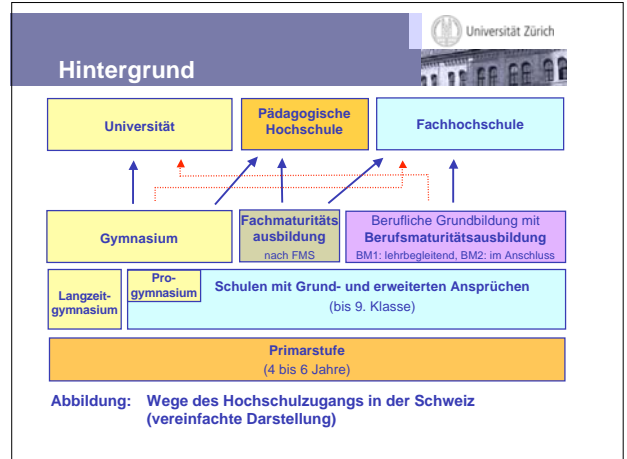 Universität Zürich
Hintergrund
Universität
Pädagogische
Hochschule
Fachhochschule
Gymnasium
Fachmaturitäts
ausbildung
nach FMS
Berufliche Grundbildung mit
Berufsmaturitätsausbildung
BM1: lehrbegleitend, BM2: im Anschluss
Langzeit-
gymnasium
Pro-
gymnasium
Schulen mit Grund- und erweiterten Ansprüchen
(bis 9. Klasse)
Primarstufe
(4 bis 6 Jahre)
Abbildung: Wege des Hochschulzugangs in der Schweiz
(vereinfachte Darstellung)